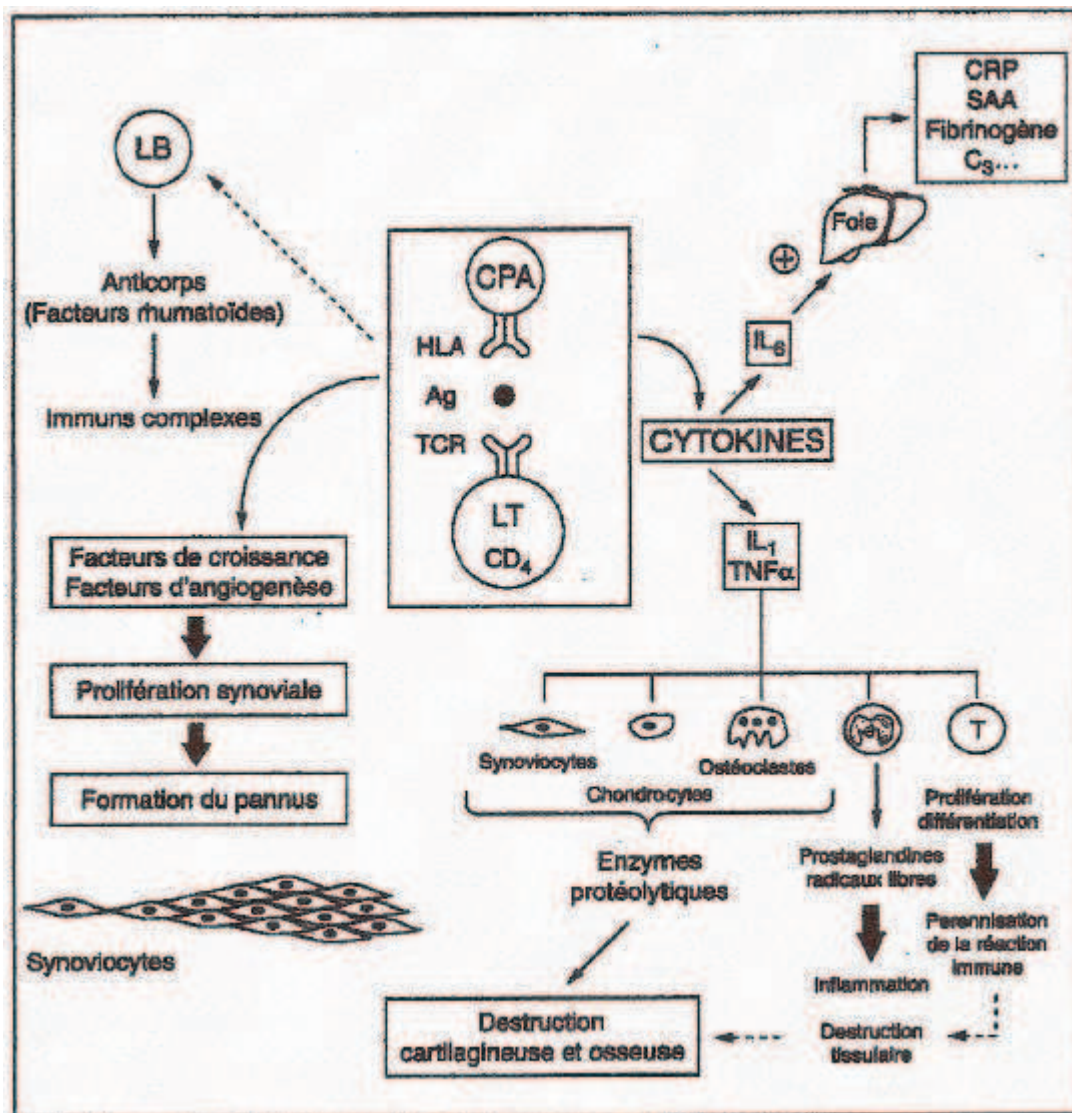 CRP
SAA
Fibrinogène
C3...
LB
Foie
CPA
Anticorps
(Facteurs rhumatoïdes)
HLA
IL6
Ag
Immuns complexes
TCR
CYTOKINES
LT
CD4
IL1
TNFα
Facteurs de croissance
Facteurs d'angiogenèse
Prolifération synoviale
T
Synoviocytes
Ostéoclastes
Chondrocytes
Formation du pannus
Prolifération
différentiation
Enzymes
protéolytiques
Prostaglandines
radicaux libres
Synoviocytes
Perennisation
de la réaction
immune
Inflammation
Destruction
cartilagineuse et osseuse
Destruction
tissulaire